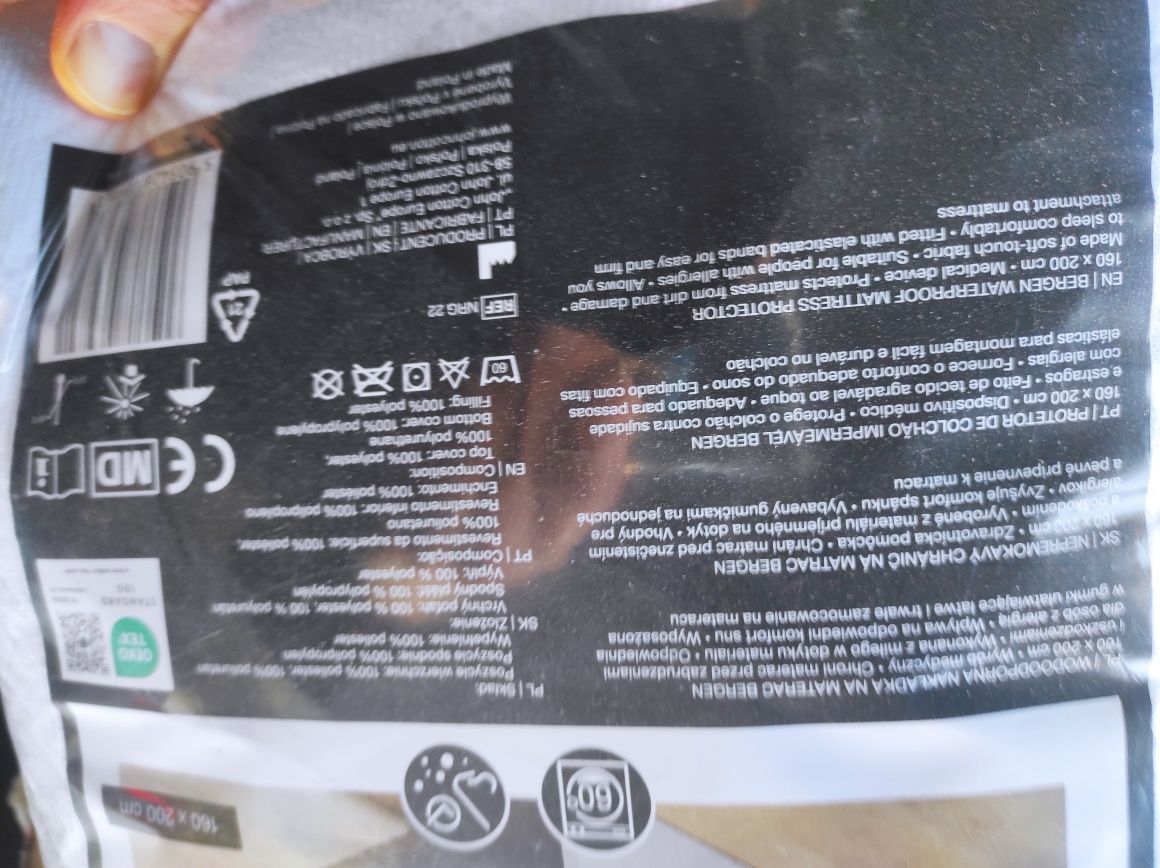 160 x 200 cm
60°
PL | WODOODPORNA NAKŁADKA NA MATERAC BERGEN
160 x 200 cm • Wyrób medyczny • Chroni materac przed zabrudzeniami
i uszkodzeniami • Wykonana z miłego w dotyku materiału • Odpowiednia
dla osób z alergią • Wpływa na odpowiedni komfort snu • Wyposażona
w gumki ułatwiające łatwe i trwałe zamocowanie na materacu
SK | NEPREMOKAVÝ CHRÁNIČ NA MATRAC BERGEN
160 x 200 cm • Zdravotnícka pomôcka • Chráni matrac pred znečistením
a poškodením • Vyrobené z materiálu príjemného na dotyk • Vhodný pre
alergikov • Zvyšuje komfort spánku • Vybavený gumičkami na jednoduché
a pevné pripevnenie k matracu
PT | PROTETOR DE COLCHÃO IMPERMEÁVEL BERGEN
160 x 200 cm • Dispositivo médico • Protege o colchão contra sujidade
e estragos • Feito de tecido agradável ao toque • Adequado para pessoas
com alergias • Fornece o conforto adequado do sono • Equipado com fitas
elásticas para montagem fácil e durável no colchão
EN | BERGEN WATERPROOF MATTRESS PROTECTOR
160 x 200 cm • Medical device • Protects mattress from dirt and damage •
Made of soft-touch fabric • Suitable for people with allergies • Allows you
to sleep comfortably • Fitted with elasticated bands for easy and firm
attachment to mattress
PL | Skład:
Poszycie wierzchnie: 100% poliester, 100% poliuretan
Poszycie spodnie: 100% polipropylen
Wypełnienie: 100% poliester
SK | Zloženie:
Vrchný poťah: 100 % polyester, 100 % polyuretán
Spodný plášť: 100 % polypropylén
Výplň: 100 % polyester
PT | Composição:
Revestimento da superfície: 100% poliéster,
100% poliuretano
Revestimento inferior: 100% polipropileno
Enchimento: 100% poliéster
EN | Composition:
Top cover: 100% polyester,
100% polyurethane
Bottom cover: 100% polypropylene
Filling: 100% polyester
60
REF NRG 22
PL | PRODUCENT | SK | VÝROBCA |
PT | FABRICANTE | EN | MANUFACTURER
"John Cotton Europe" Sp. z o.o.
ul. John Cotton Europe 1
58-310 Szczawno-Zdrój
Polska | Poľsko | Polónia | Poland
www.johncotton.eu
Wyprodukowano w Polsce |
Vyrobené v Poľsku | Fabricado na Polónia |
Made in Poland
OEKO
TEX®
STANDARD
100
CE MD
21
PAP